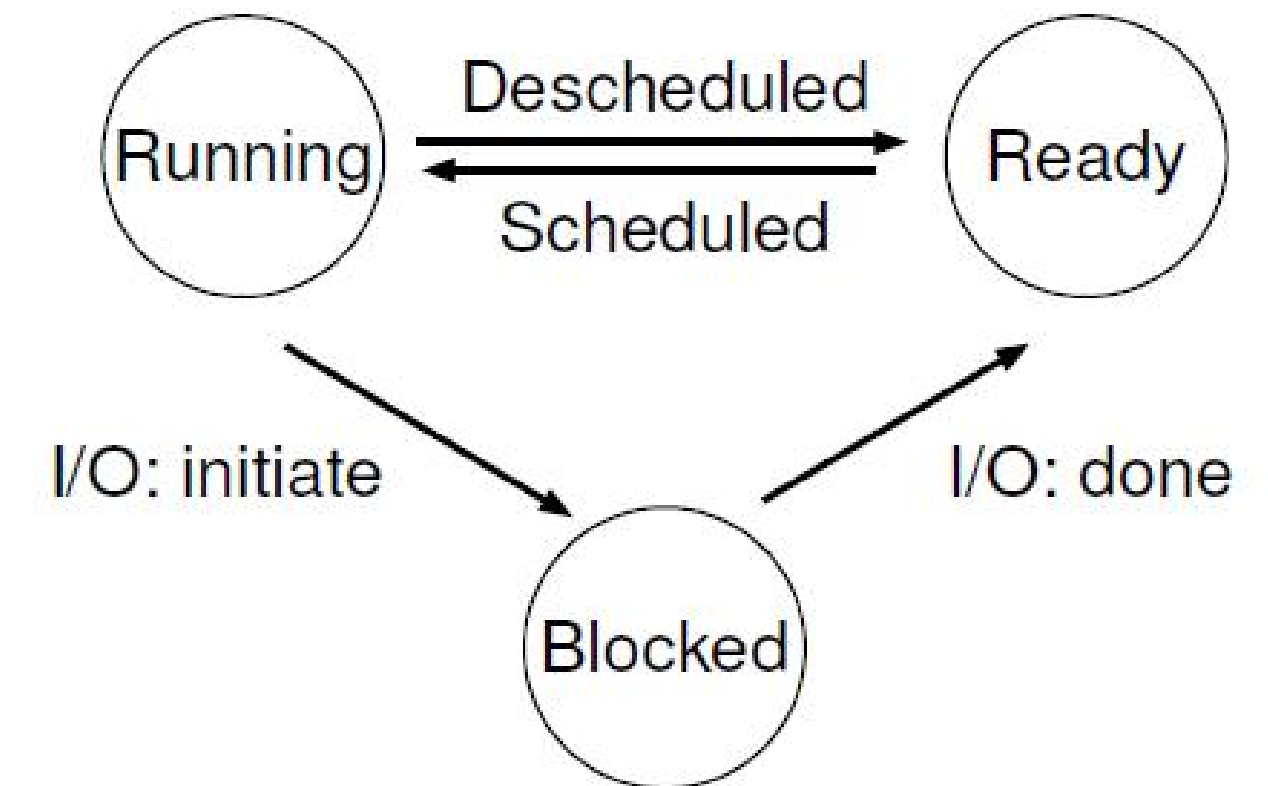 Descheduled
Running
Ready
Scheduled
I/O: initiate
I/O: done
Blocked